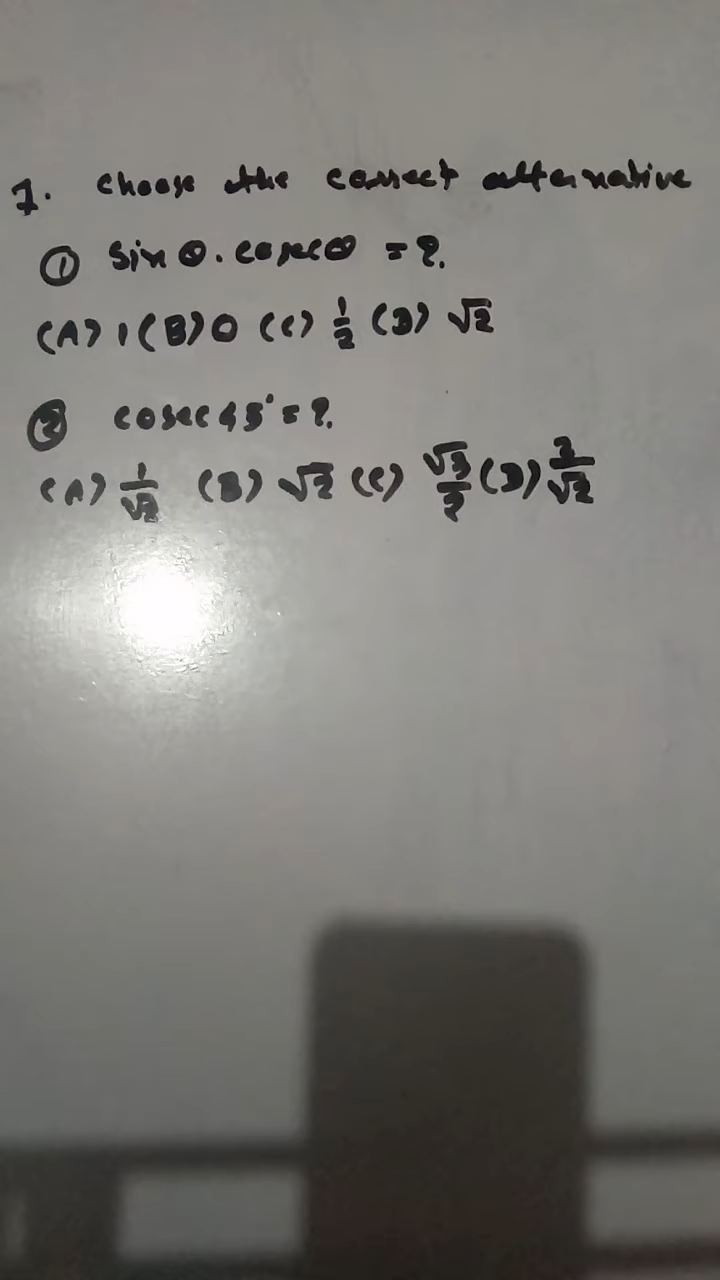 1. Choose the correct alternative
① sin θ . cosec θ = ?.
(A) 1 (B) 0 (C) 1/2 (D) √2
② cosec 45° = ?.
(A) 1/√2 (B) √2 (C) √3/2 (D) 2/√2